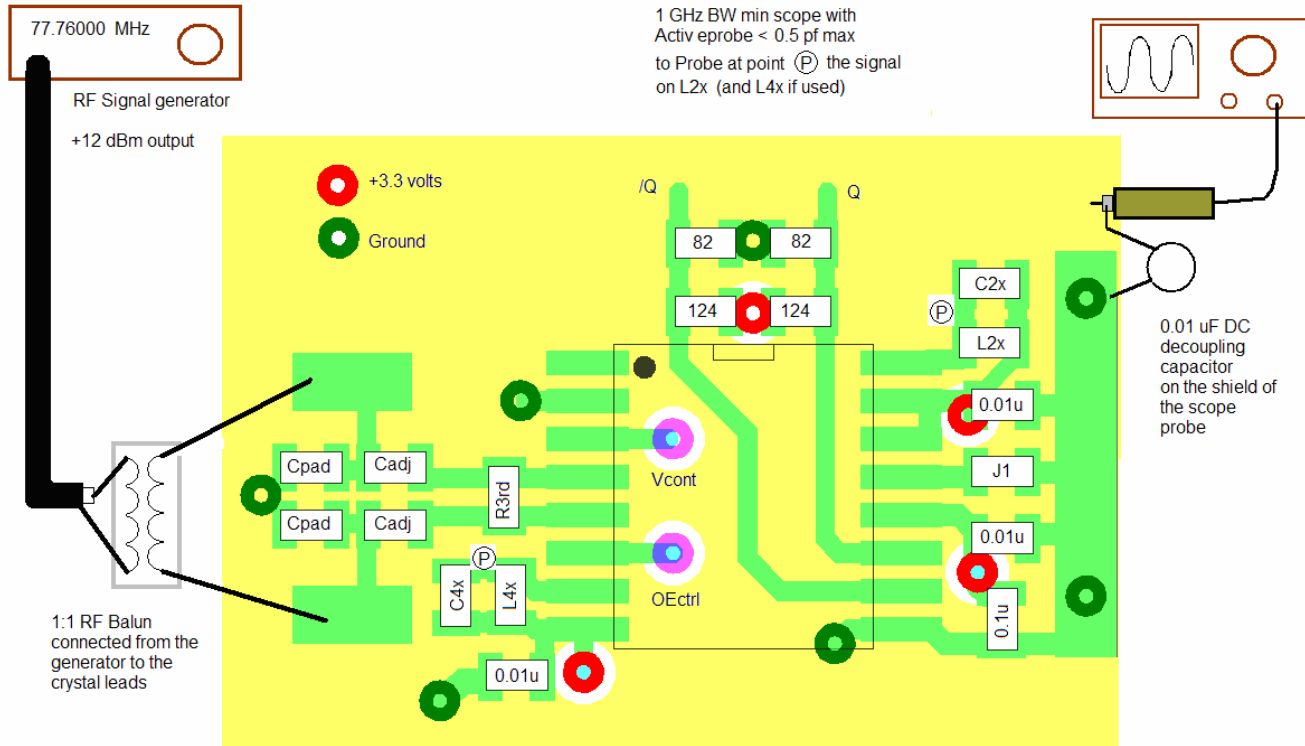 77.76000 MHz
RF Signal generator
+12 dBm output
1 GHz BW min scope with
Activ eprobe < 0.5 pf max
to Probe at point P the signal
on L2x (and L4x if used)
+3.3 volts
Ground
/Q
Q
82
82
124
124
C2x
P
L2x
0.01u
J1
0.01u
0.1u
0.01 uF DC
decoupling
capacitor
on the shield of
the scope
probe
Cpad
Cadj
Cpad
Cadj
R3rd
Vcont
OEctrl
P
C4x
L4x
0.01u
1:1 RF Balun
connected from the
generator to the
crystal leads